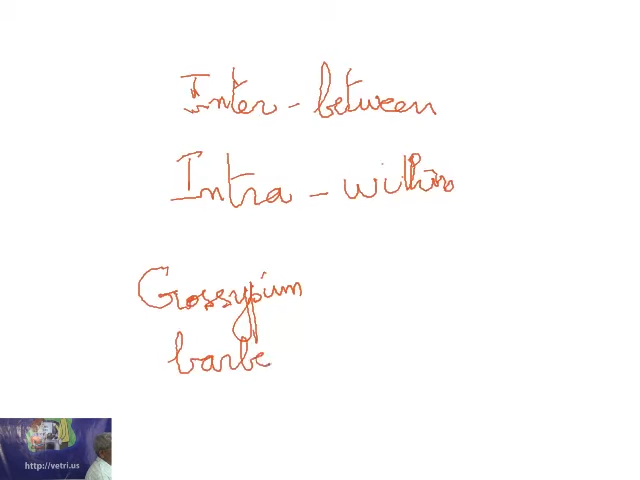 Inter - between
Intra - within
Gossypium
barbe
http://vetri.us